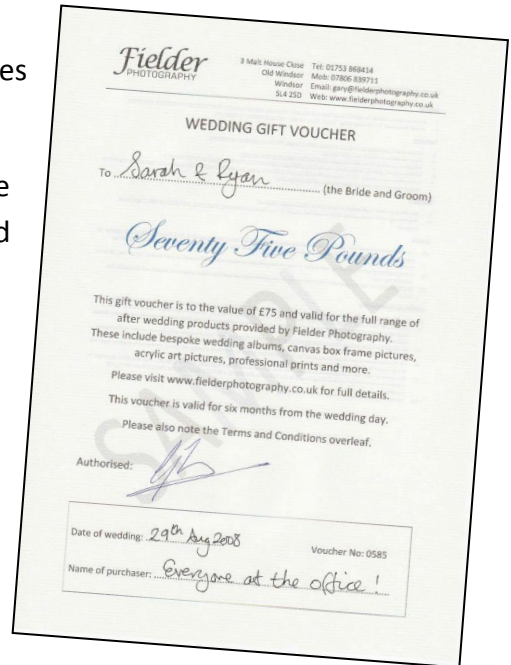 es
e
d
Fielder
PHOTOGRAPHY
3 Malt House Close Tel: 01753 868414
Old Windsor Mob: 07806 839711
Windsor Email: gary@fielderphotography.co.uk
SL4 2SD Web: www.fielderphotography.co.uk
WEDDING GIFT VOUCHER
To Sarah & Ryan (the Bride and Groom)
Seventy Five Pounds
This gift voucher is to the value of £75 and valid for the full range of
after wedding products provided by Fielder Photography.
These include bespoke wedding albums, canvas box frame pictures,
acrylic art pictures, professional prints and more.
Please visit www.fielderphotography.co.uk for full details.
This voucher is valid for six months from the wedding day.
Please also note the Terms and Conditions overleaf.
SAMPLE
Authorised:
Date of wedding: 29th Aug 2008 Voucher No: 0585
Name of purchaser: Everyone at the office!